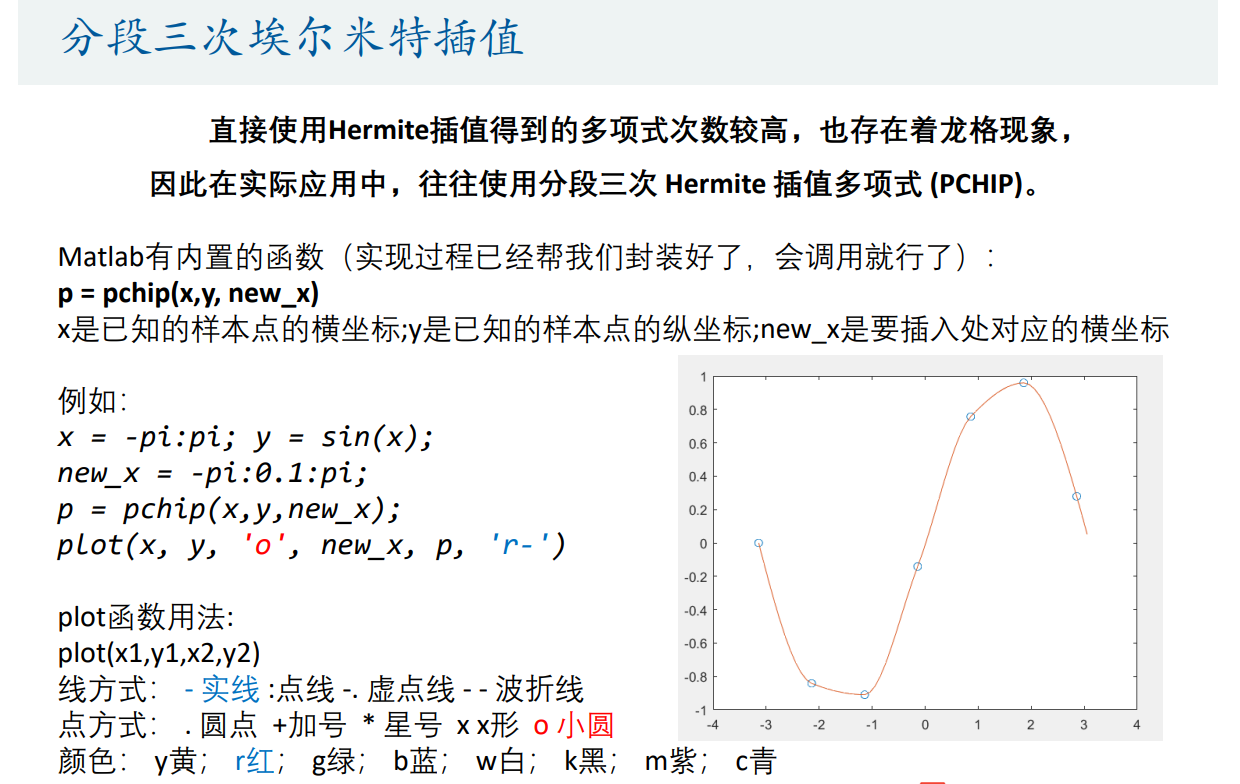 分段三次埃尔米特插值
直接使用Hermite插值得到的多项式次数较高，也存在着龙格现象，
因此在实际应用中，往往使用分段三次 Hermite 插值多项式 (PCHIP)。
Matlab有内置的函数（实现过程已经帮我们封装好了，会调用就行了）：
p = pchip(x,y, new_x)
x是已知的样本点的横坐标;y是已知的样本点的纵坐标;new_x是要插入处对应的横坐标
例如：
x = -pi:pi; y = sin(x);
new_x = -pi:0.1:pi;
p = pchip(x,y,new_x);
plot(x, y, 'o', new_x, p, 'r-')
plot函数用法:
plot(x1,y1,x2,y2)
线方式： - 实线 :点线 -. 虚点线 - - 波折线
点方式： . 圆点 +加号 * 星号 x x形 o 小圆
颜色： y黄； r红； g绿； b蓝； w白； k黑； m紫； c青
1
0.8
0.6
0.4
0.2
0
-0.2
-0.4
-0.6
-0.8
-1
-4 -3 -2 -1 0 1 2 3 4